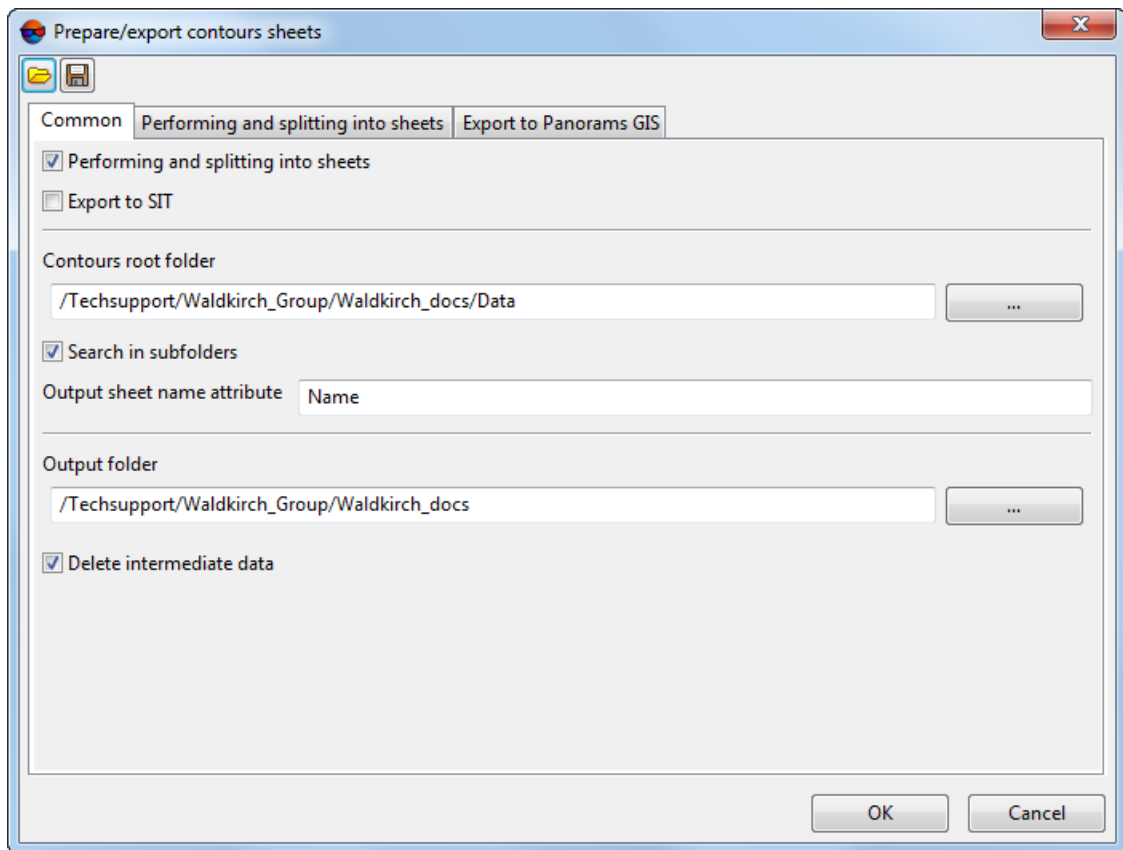 Prepare/export contours sheets
Common Performing and splitting into sheets Export to Panorams GIS
Performing and splitting into sheets
Export to SIT
Contours root folder
/Techsupport/Waldkirch_Group/Waldkirch_docs/Data ...
Search in subfolders
Output sheet name attribute Name
Output folder
/Techsupport/Waldkirch_Group/Waldkirch_docs ...
Delete intermediate data
OK Cancel